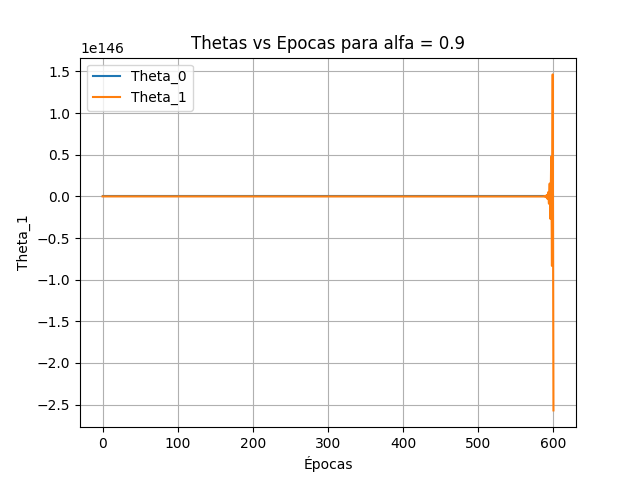 Thetas vs Epocas para alfa = 0.9
1e146
Theta_0
Theta_1
1.5
1.0
0.5
0.0
−0.5
−1.0
−1.5
−2.0
−2.5
Theta_1
0 100 200 300 400 500 600
Épocas